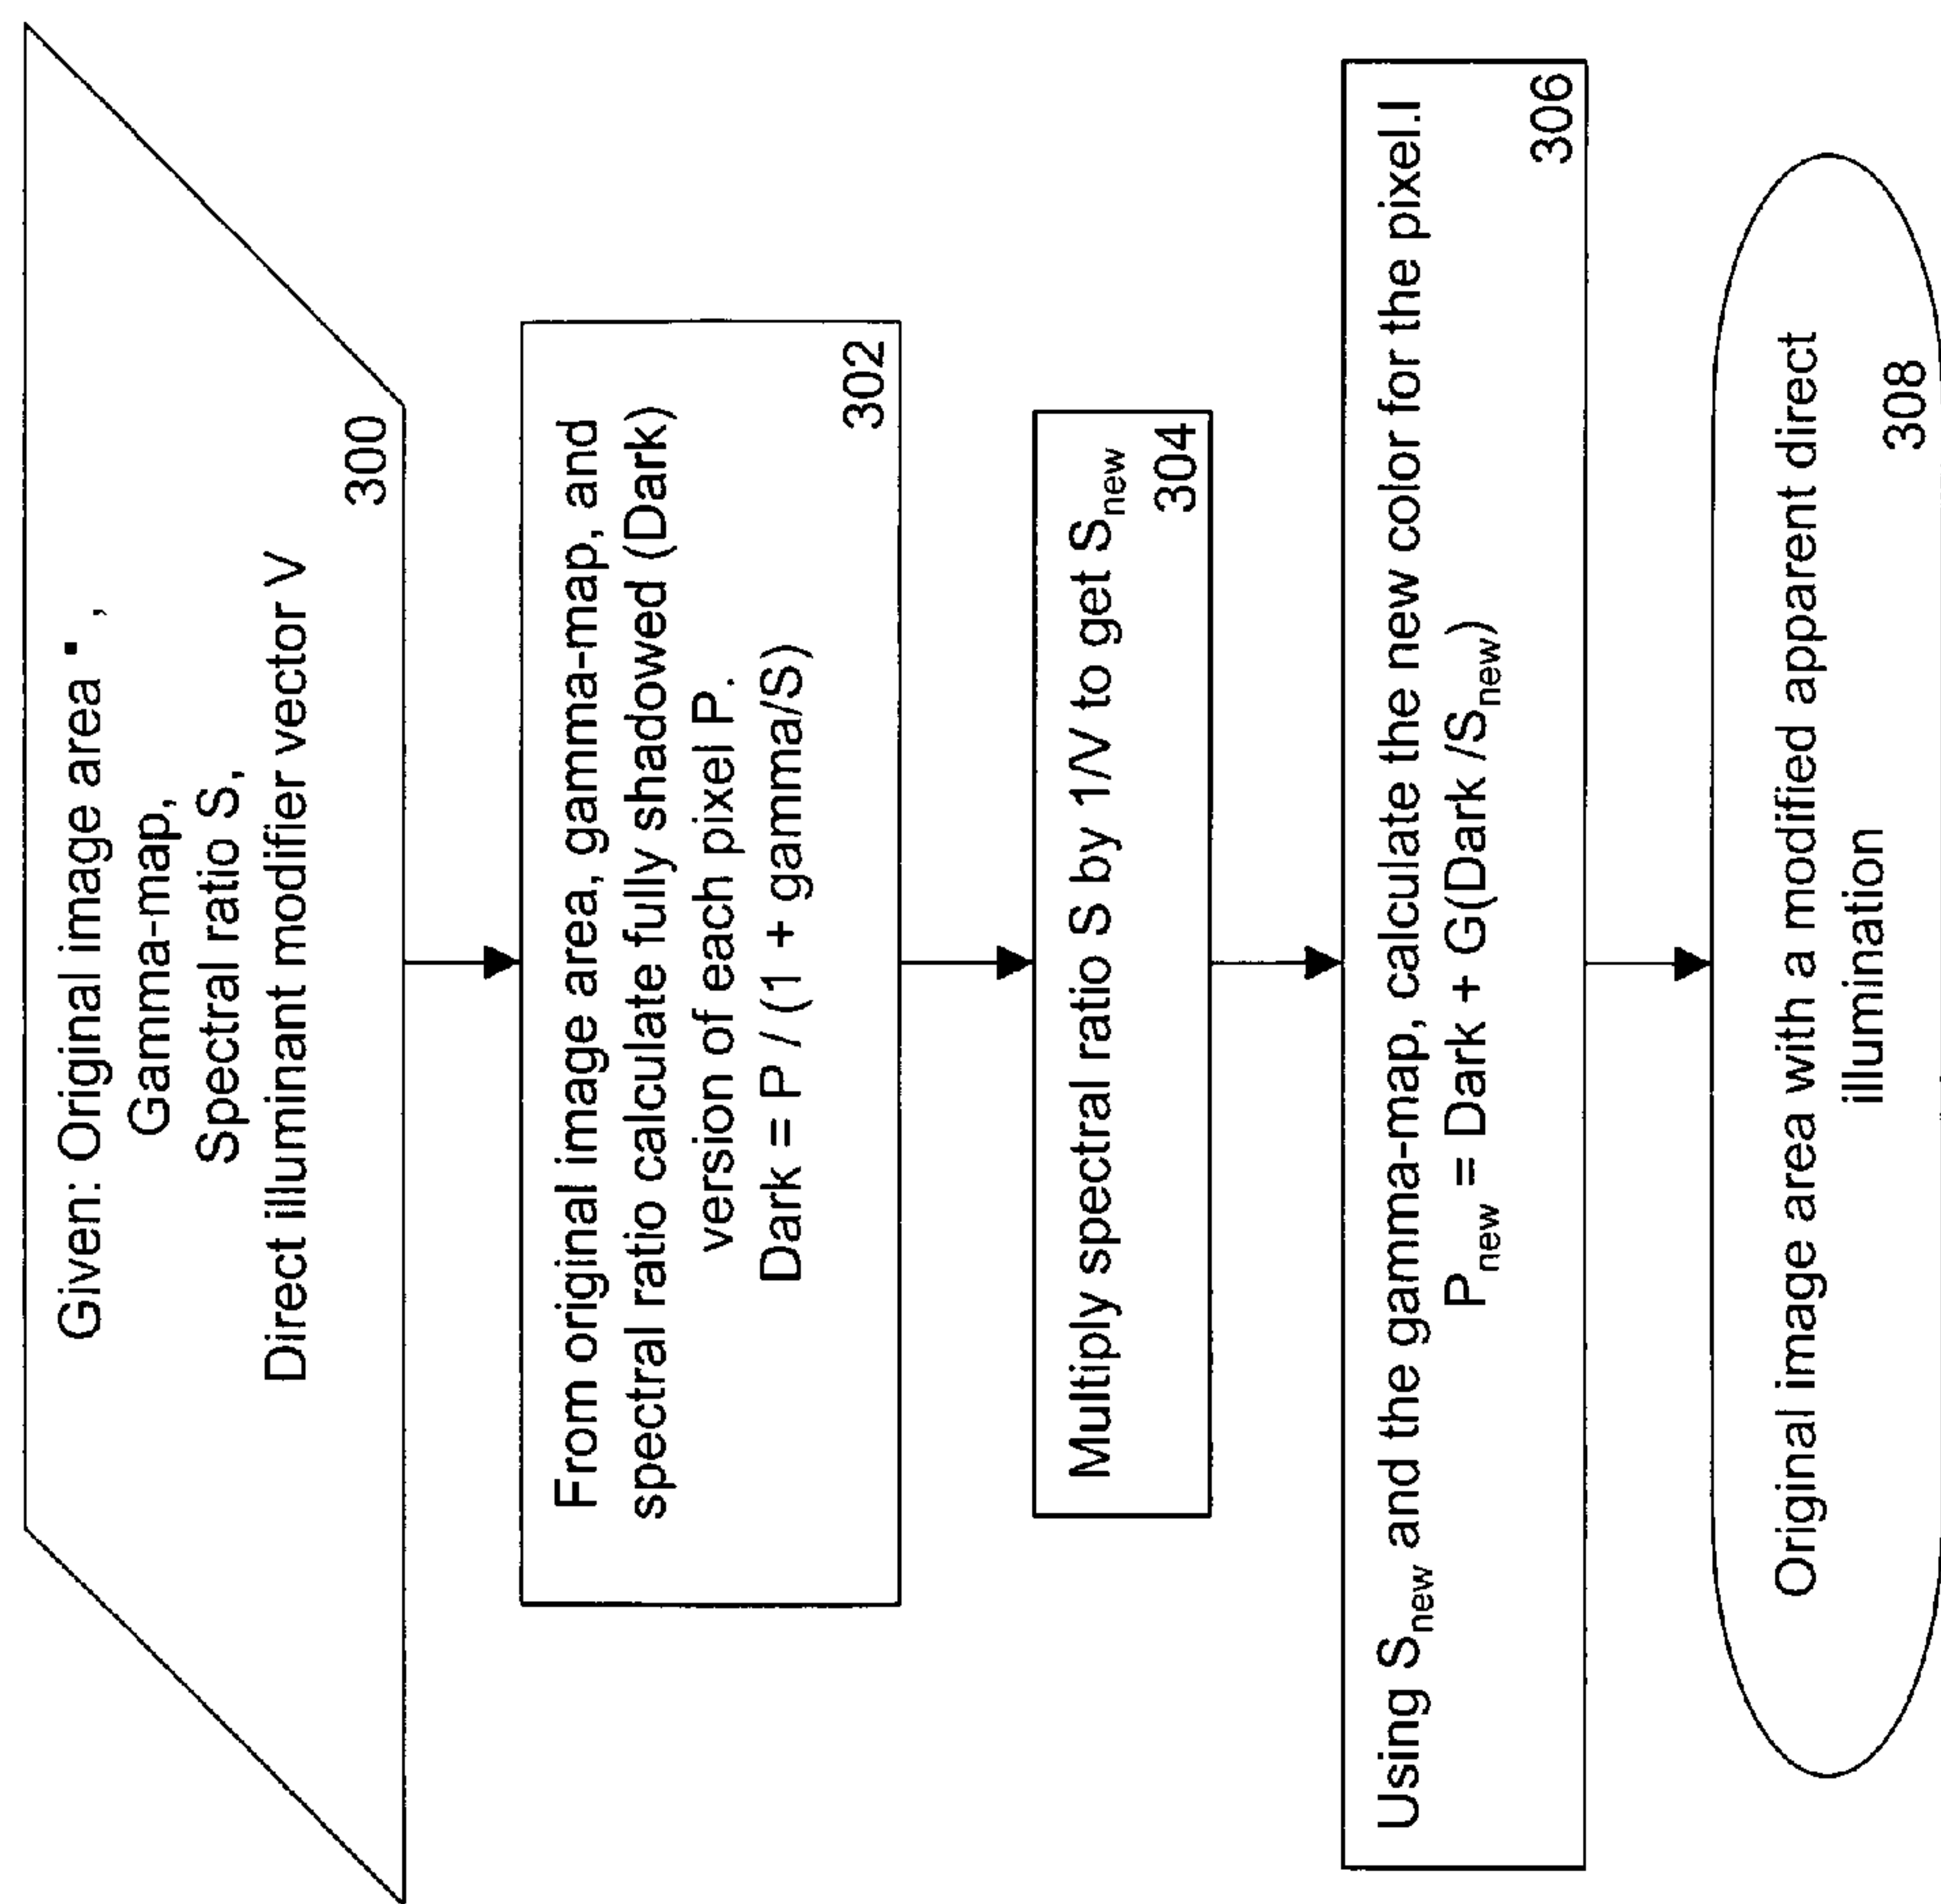 Given: Original image area ▪ ,
Gamma-map,
Spectral ratio S,
Direct illuminant modifier vector V
300
From original image area, gamma-map, and
spectral ratio calculate fully shadowed (Dark)
version of each pixel P.
Dark = P / (1 + gamma/S)
302
Multiply spectral ratio S by 1/V to get Snew
304
Using Snew and the gamma-map, calculate the new color for the pixel.I
Pnew = Dark + G(Dark /Snew)
306
Original image area with a modified apparent direct
illumination
308